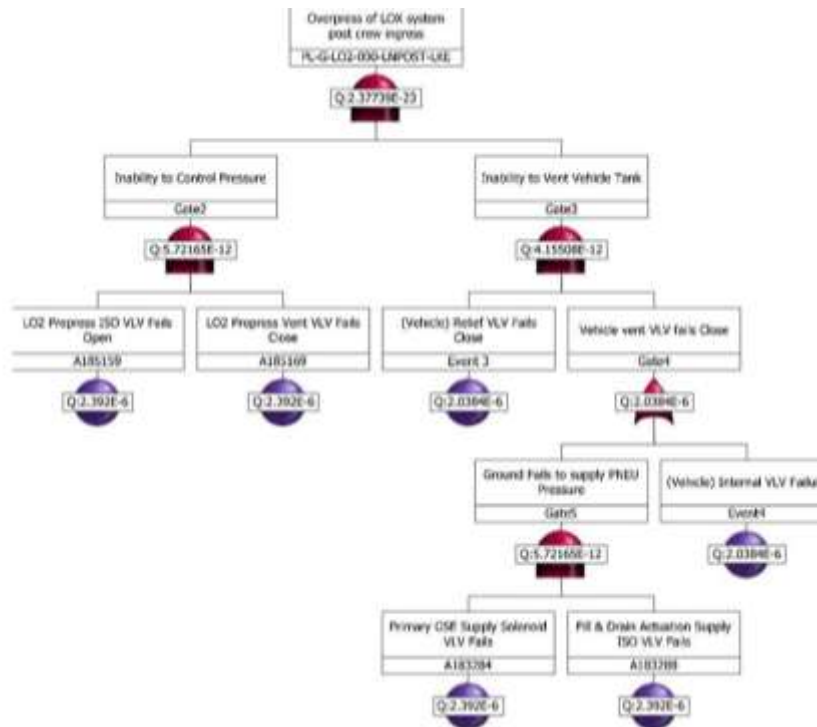 Overpress of LOX system
post crew ingress
PL-G-LO2-000-LNPOST-LKE
Q:2.37739E-23
Inability to Control Pressure
Gate2
Q:5.72165E-12
Inability to Vent Vehicle Tank
Gate3
Q:4.15508E-12
LO2 Prepress ISO VLV Fails
Open
A185159
Q:2.392E-6
LO2 Prepress Vent VLV Fails
Close
A185169
Q:2.392E-6
(Vehicle) Relief VLV Fails
Close
Event 3
Q:2.0384E-6
Vehicle vent VLV fails Close
Gate4
Q:2.0384E-6
Ground Fails to supply PNEU
Pressure
Gate5
Q:5.72165E-12
(Vehicle) Internal VLV Failur
Event4
Q:2.0384E-6
Primary GSE Supply Solenoid
VLV Fails
A183284
Q:2.392E-6
Fill & Drain Actuation Supply
ISO VLV Fails
A183288
Q:2.392E-6